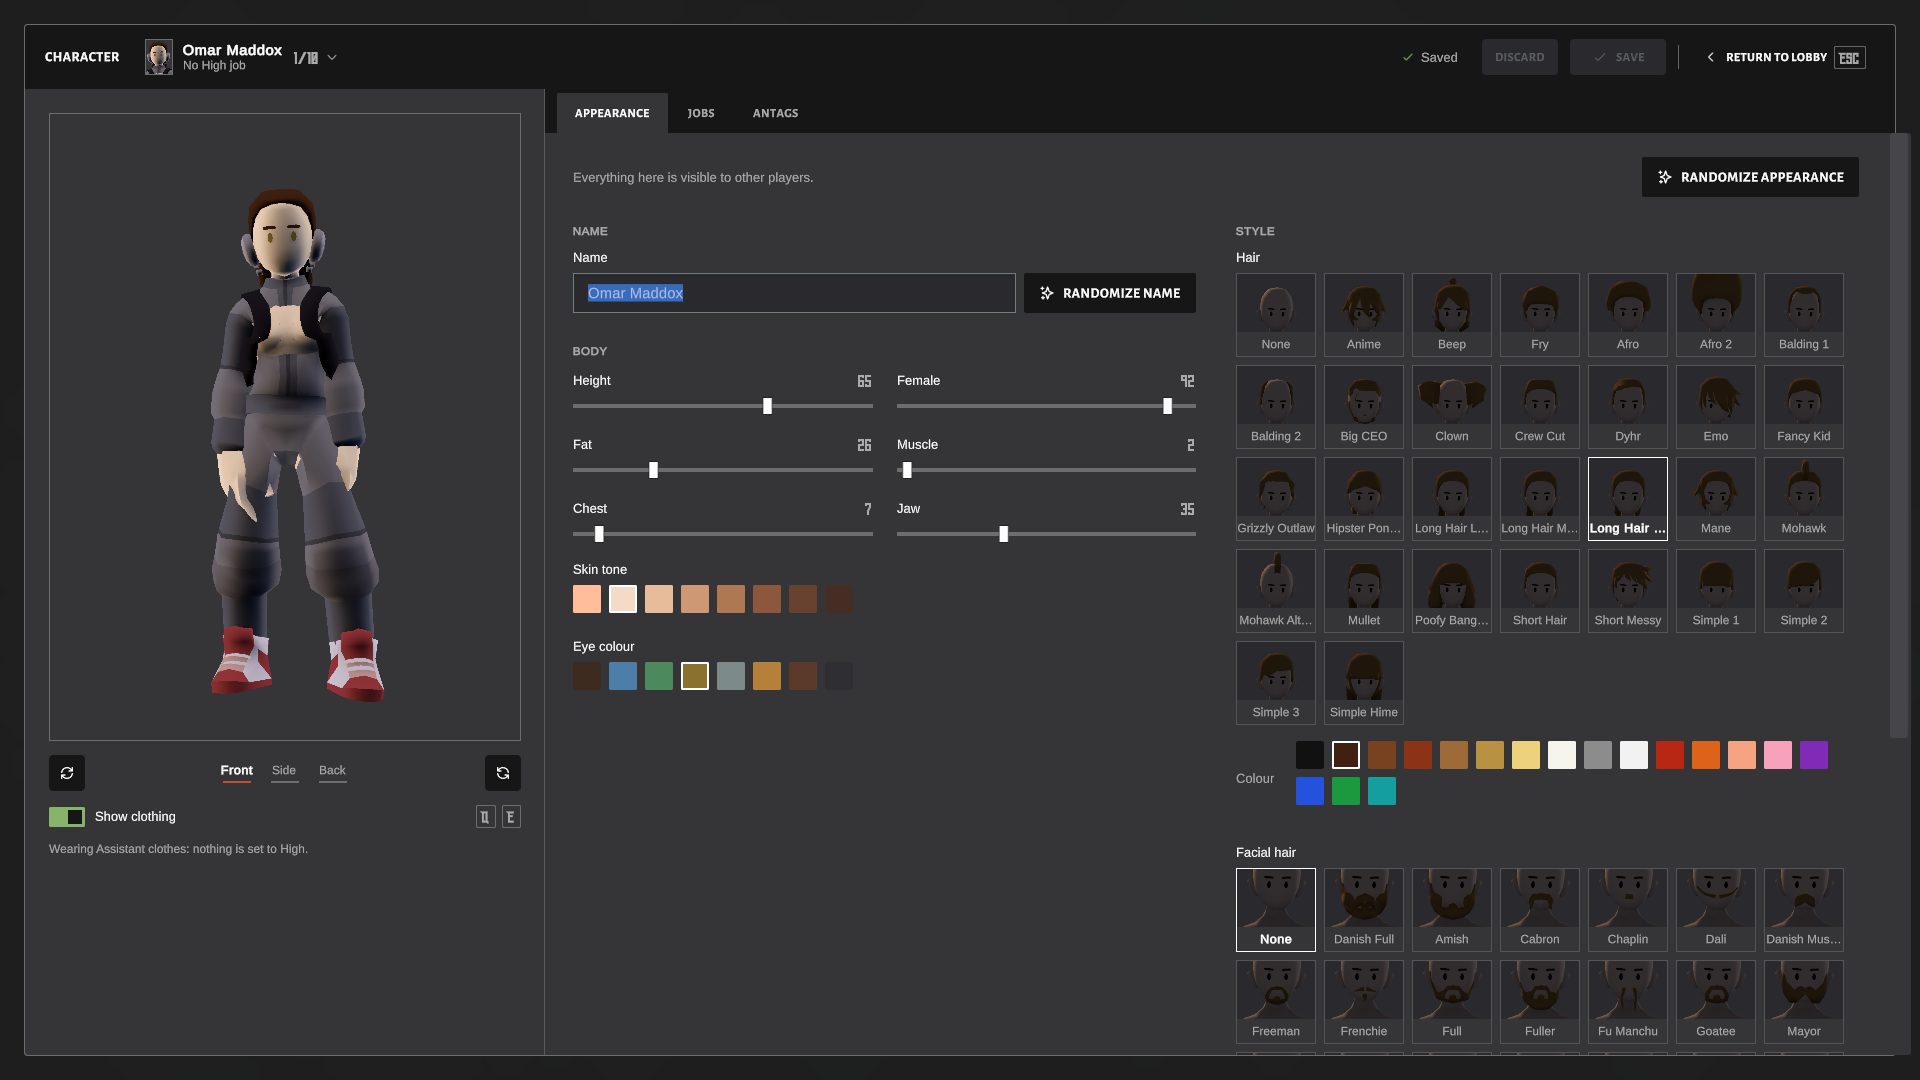 CHARACTER
Omar Maddox
No High job
1/10
Saved
DISCARD
SAVE
RETURN TO LOBBY
ESC
APPEARANCE
JOBS
ANTAGS
Everything here is visible to other players.
RANDOMIZE APPEARANCE
NAME
Name
Omar Maddox
RANDOMIZE NAME
BODY
Height 65
Female 92
Fat 26
Muscle 2
Chest 7
Jaw 35
Skin tone
Eye colour
STYLE
Hair
None Anime Beep Fry Afro Afro 2 Balding 1
Balding 2 Big CEO Clown Crew Cut Dyhr Emo Fancy Kid
Grizzly Outlaw Hipster Pon... Long Hair L... Long Hair M... Long Hair ... Mane Mohawk
Mohawk Alt... Mullet Poofy Bang... Short Hair Short Messy Simple 1 Simple 2
Simple 3 Simple Hime
Colour
Facial hair
None Danish Full Amish Cabron Chaplin Dali Danish Mus...
Freeman Frenchie Full Fuller Fu Manchu Goatee Mayor
Front Side Back
Show clothing
Q E
Wearing Assistant clothes: nothing is set to High.